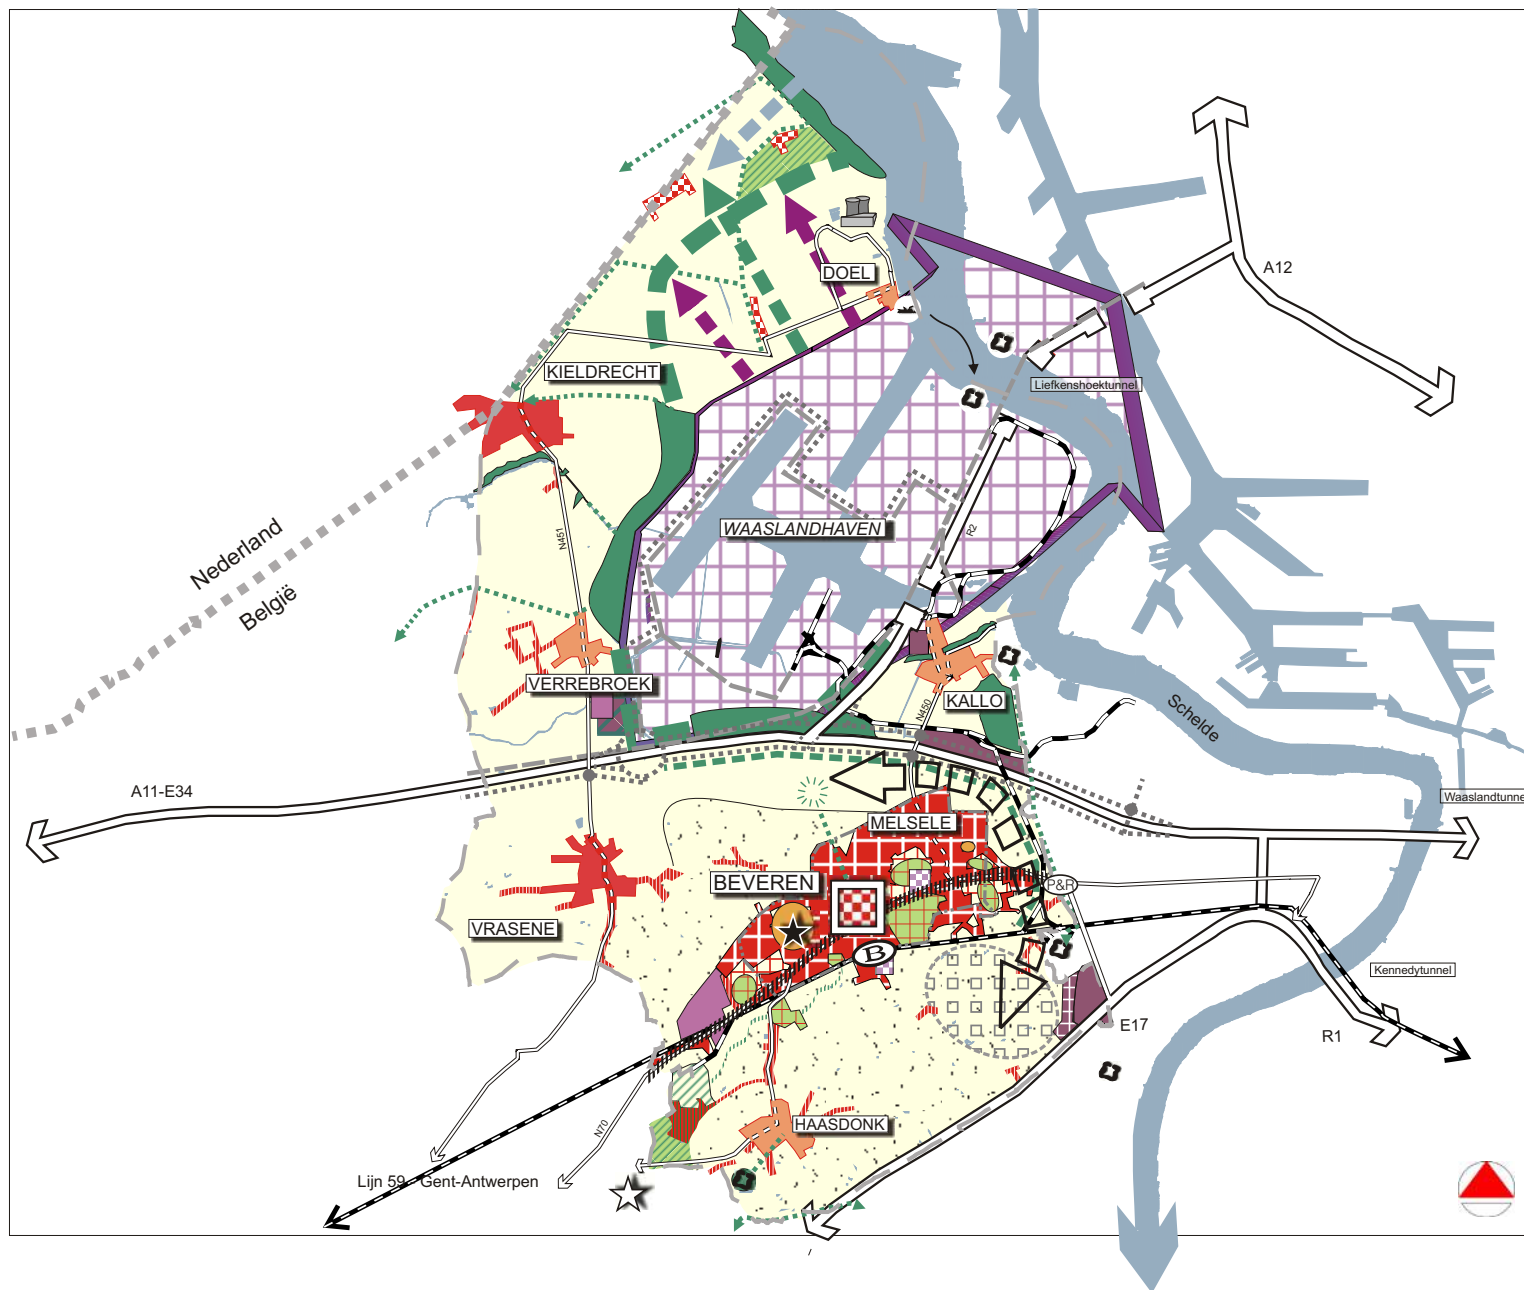 A12
DOEL
KIELDRECHT
Liefkenshoektunnel
WAASLANDHAVEN
R2
N451
Nederland
België
VERREBROEK
KALLO
N450
Schelde
A11-E34
Waaslandtunne
MELSELE
BEVEREN
P&R
VRASENE
B
Kennedytunnel
E17
R1
HAASDONK
N70
Lijn 59 Gent-Antwerpen